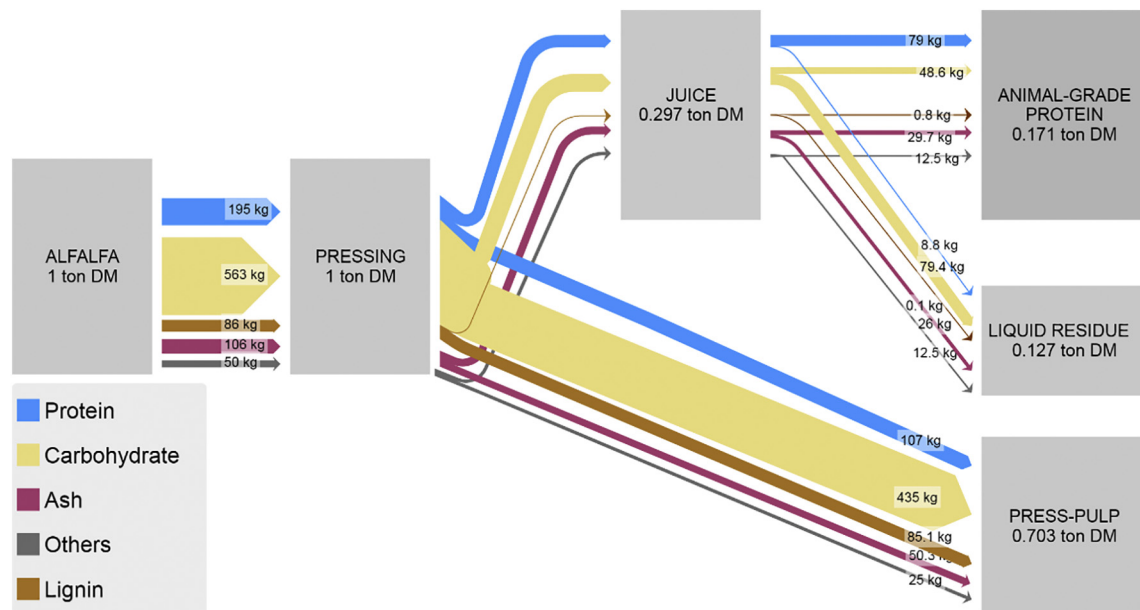 ALFALFA
1 ton DM
195 kg
563 kg
86 kg
106 kg
50 kg
PRESSING
1 ton DM
JUICE
0.297 ton DM
79 kg
48.6 kg
0.8 kg
29.7 kg
12.5 kg
ANIMAL-GRADE
PROTEIN
0.171 ton DM
8.8 kg
79.4 kg
0.1 kg
26 kg
12.5 kg
LIQUID RESIDUE
0.127 ton DM
107 kg
435 kg
85.1 kg
50.3 kg
25 kg
PRESS-PULP
0.703 ton DM
Protein
Carbohydrate
Ash
Others
Lignin